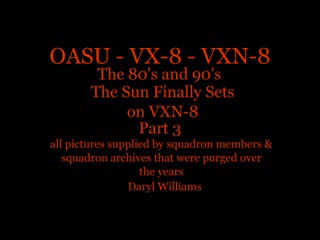 OASU - VX-8 - VXN-8
The 80's and 90's
The Sun Finally Sets
on VXN-8
Part 3
all pictures supplied by squadron members &
squadron archives that were purged over
the years
Daryl Williams